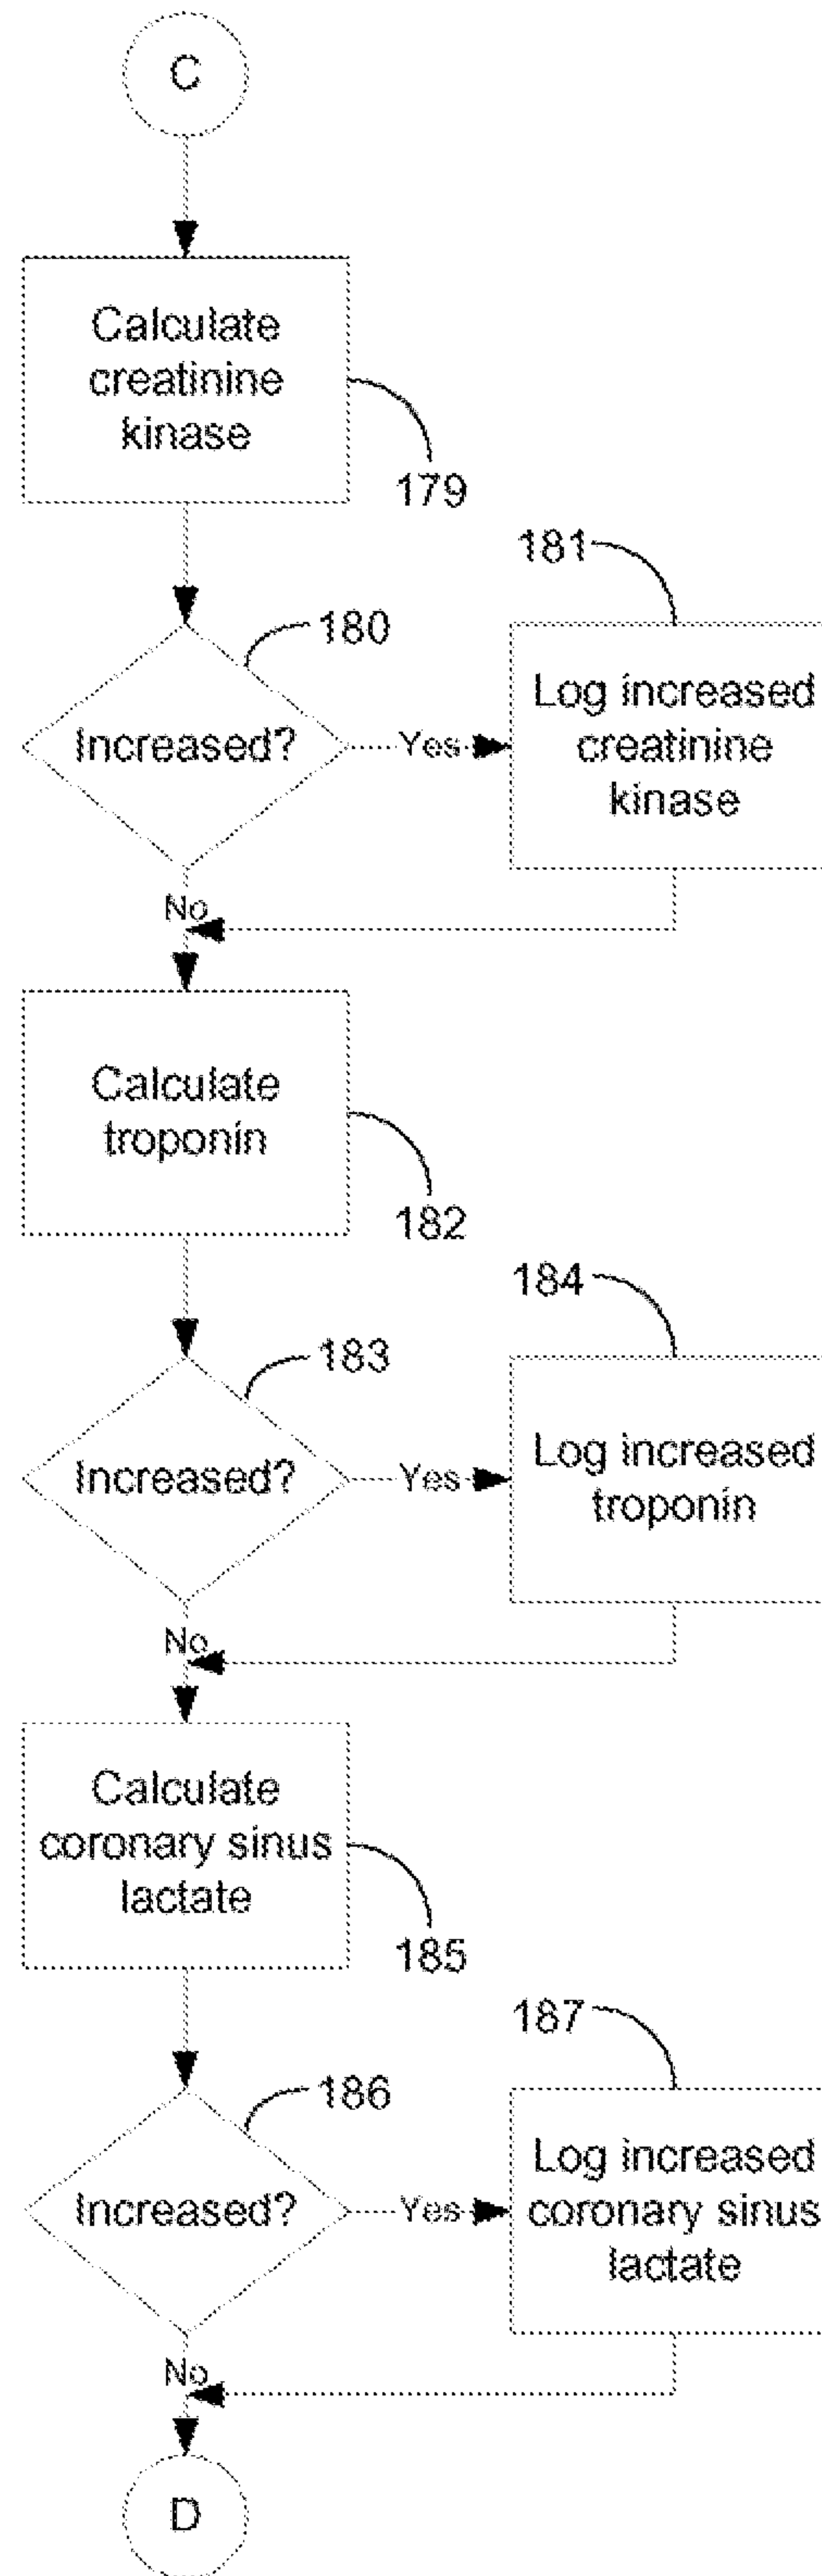 C
Calculate
creatinine
kinase
179
180
Increased?
Yes
181
Log increased
creatinine
kinase
No
Calculate
troponin
182
183
Increased?
Yes
184
Log increased
troponin
No
Calculate
coronary sinus
lactate
185
186
Increased?
Yes
187
Log increased
coronary sinus
lactate
No
D